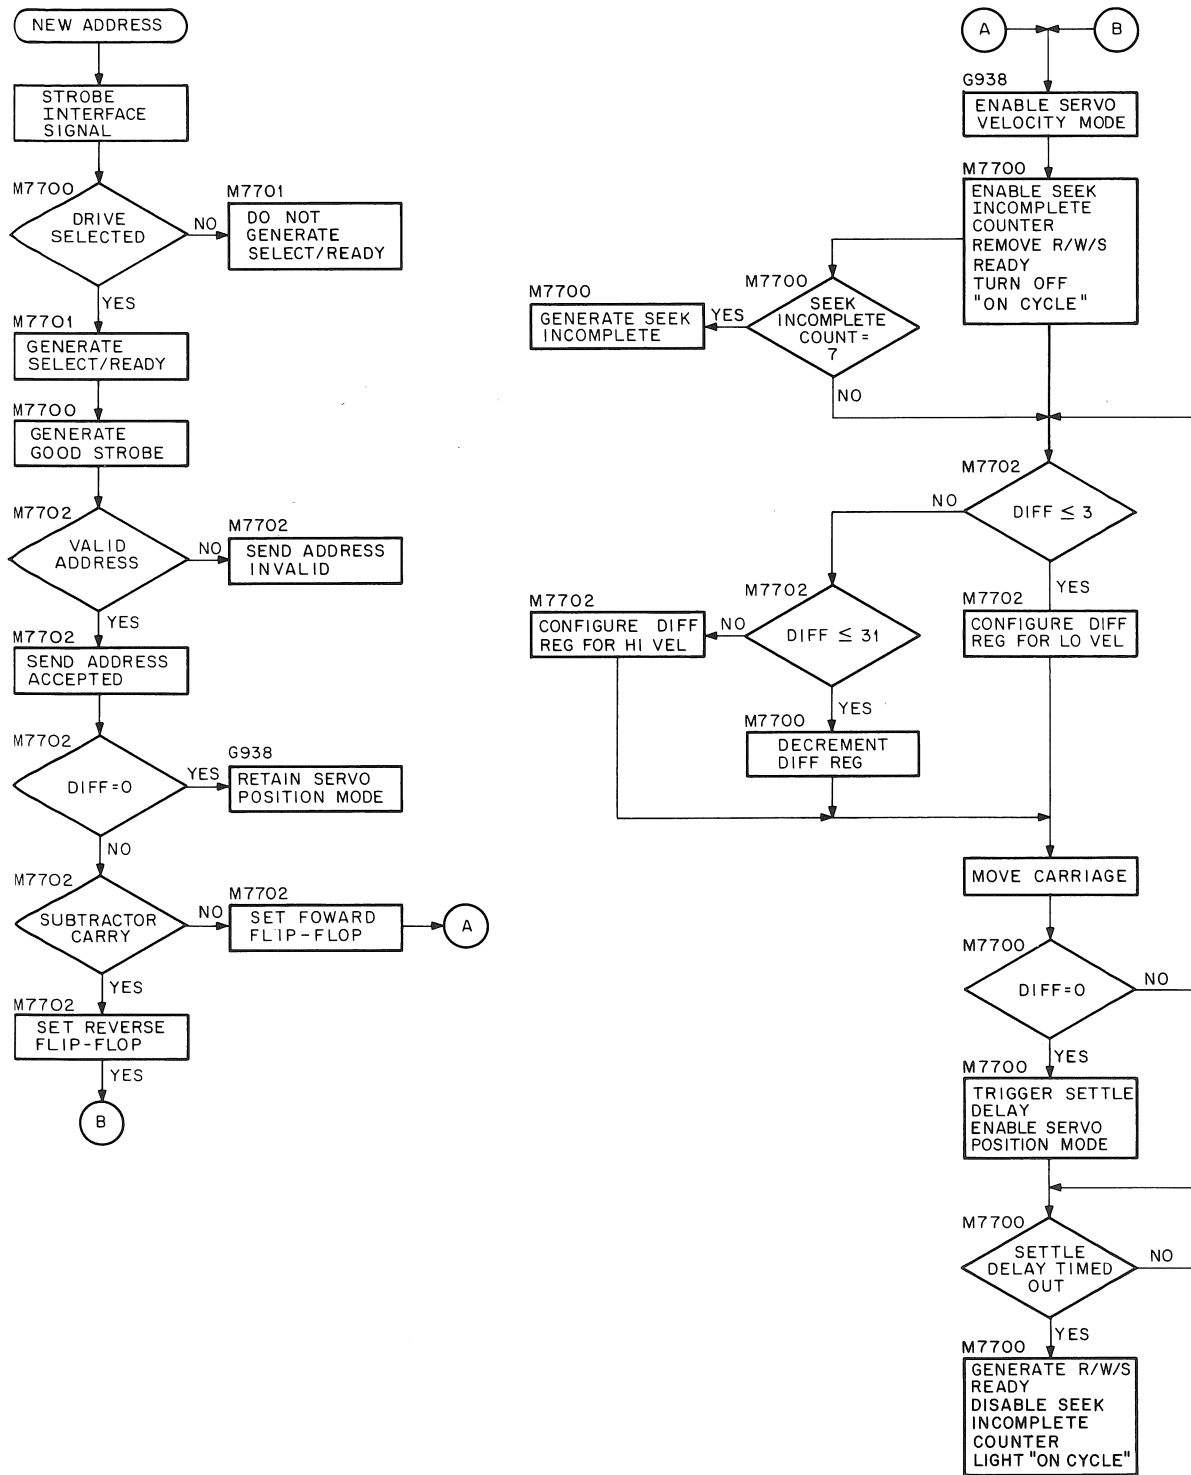 NEW ADDRESS
STROBE
INTERFACE
SIGNAL
M7700
DRIVE
SELECTED
NO
M7701
DO NOT
GENERATE
SELECT/READY
YES
M7701
GENERATE
SELECT/READY
M7700
GENERATE
GOOD STROBE
M7702
VALID
ADDRESS
NO
M7702
SEND ADDRESS
INVALID
YES
M7702
SEND ADDRESS
ACCEPTED
M7702
DIFF=0
YES
G938
RETAIN SERVO
POSITION MODE
NO
M7702
SUBTRACTOR
CARRY
NO
M7702
SET FOWARD
FLIP-FLOP
A
YES
M7702
SET REVERSE
FLIP-FLOP
YES
B
A
B
G938
ENABLE SERVO
VELOCITY MODE
M7700
ENABLE SEEK
INCOMPLETE
COUNTER
REMOVE R/W/S
READY
TURN OFF
"ON CYCLE"
M7700
SEEK
INCOMPLETE
COUNT=
7
YES
M7700
GENERATE SEEK
INCOMPLETE
NO
M7702
DIFF ≤ 3
NO
YES
M7702
DIFF ≤ 31
NO
M7702
CONFIGURE DIFF
REG FOR HI VEL
M7702
CONFIGURE DIFF
REG FOR LO VEL
YES
M7700
DECREMENT
DIFF REG
MOVE CARRIAGE
M7700
DIFF=0
NO
YES
M7700
TRIGGER SETTLE
DELAY
ENABLE SERVO
POSITION MODE
M7700
SETTLE
DELAY TIMED
OUT
NO
YES
M7700
GENERATE R/W/S
READY
DISABLE SEEK
INCOMPLETE
COUNTER
LIGHT "ON CYCLE"